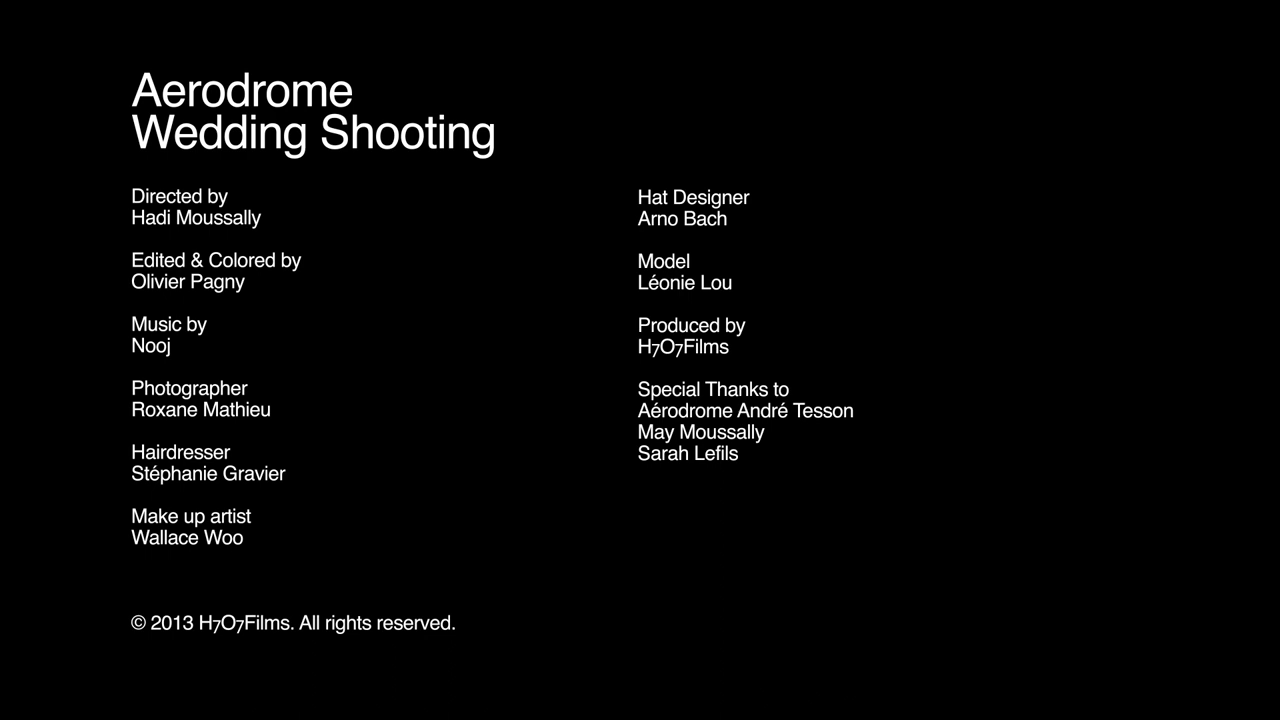 Aerodrome
Wedding Shooting
Directed by
Hadi Moussally
Edited & Colored by
Olivier Pagny
Music by
Nooj
Photographer
Roxane Mathieu
Hairdresser
Stéphanie Gravier
Make up artist
Wallace Woo
Hat Designer
Arno Bach
Model
Léonie Lou
Produced by
H7O7Films
Special Thanks to
Aérodrome André Tesson
May Moussally
Sarah Lefils
© 2013 H7O7Films. All rights reserved.